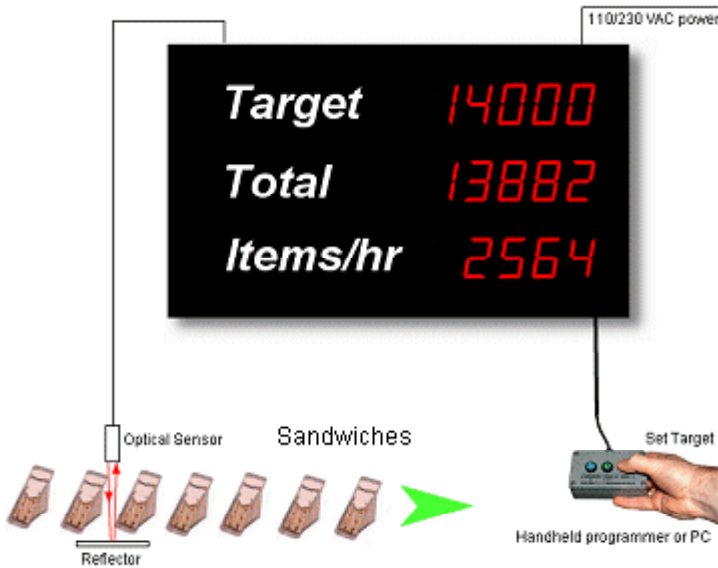 110/230 VAC power
Target 14000
Total 13882
Items/hr 2564
Optical Sensor
Sandwiches
Set Target
Handheld programmer or PC
Reflector